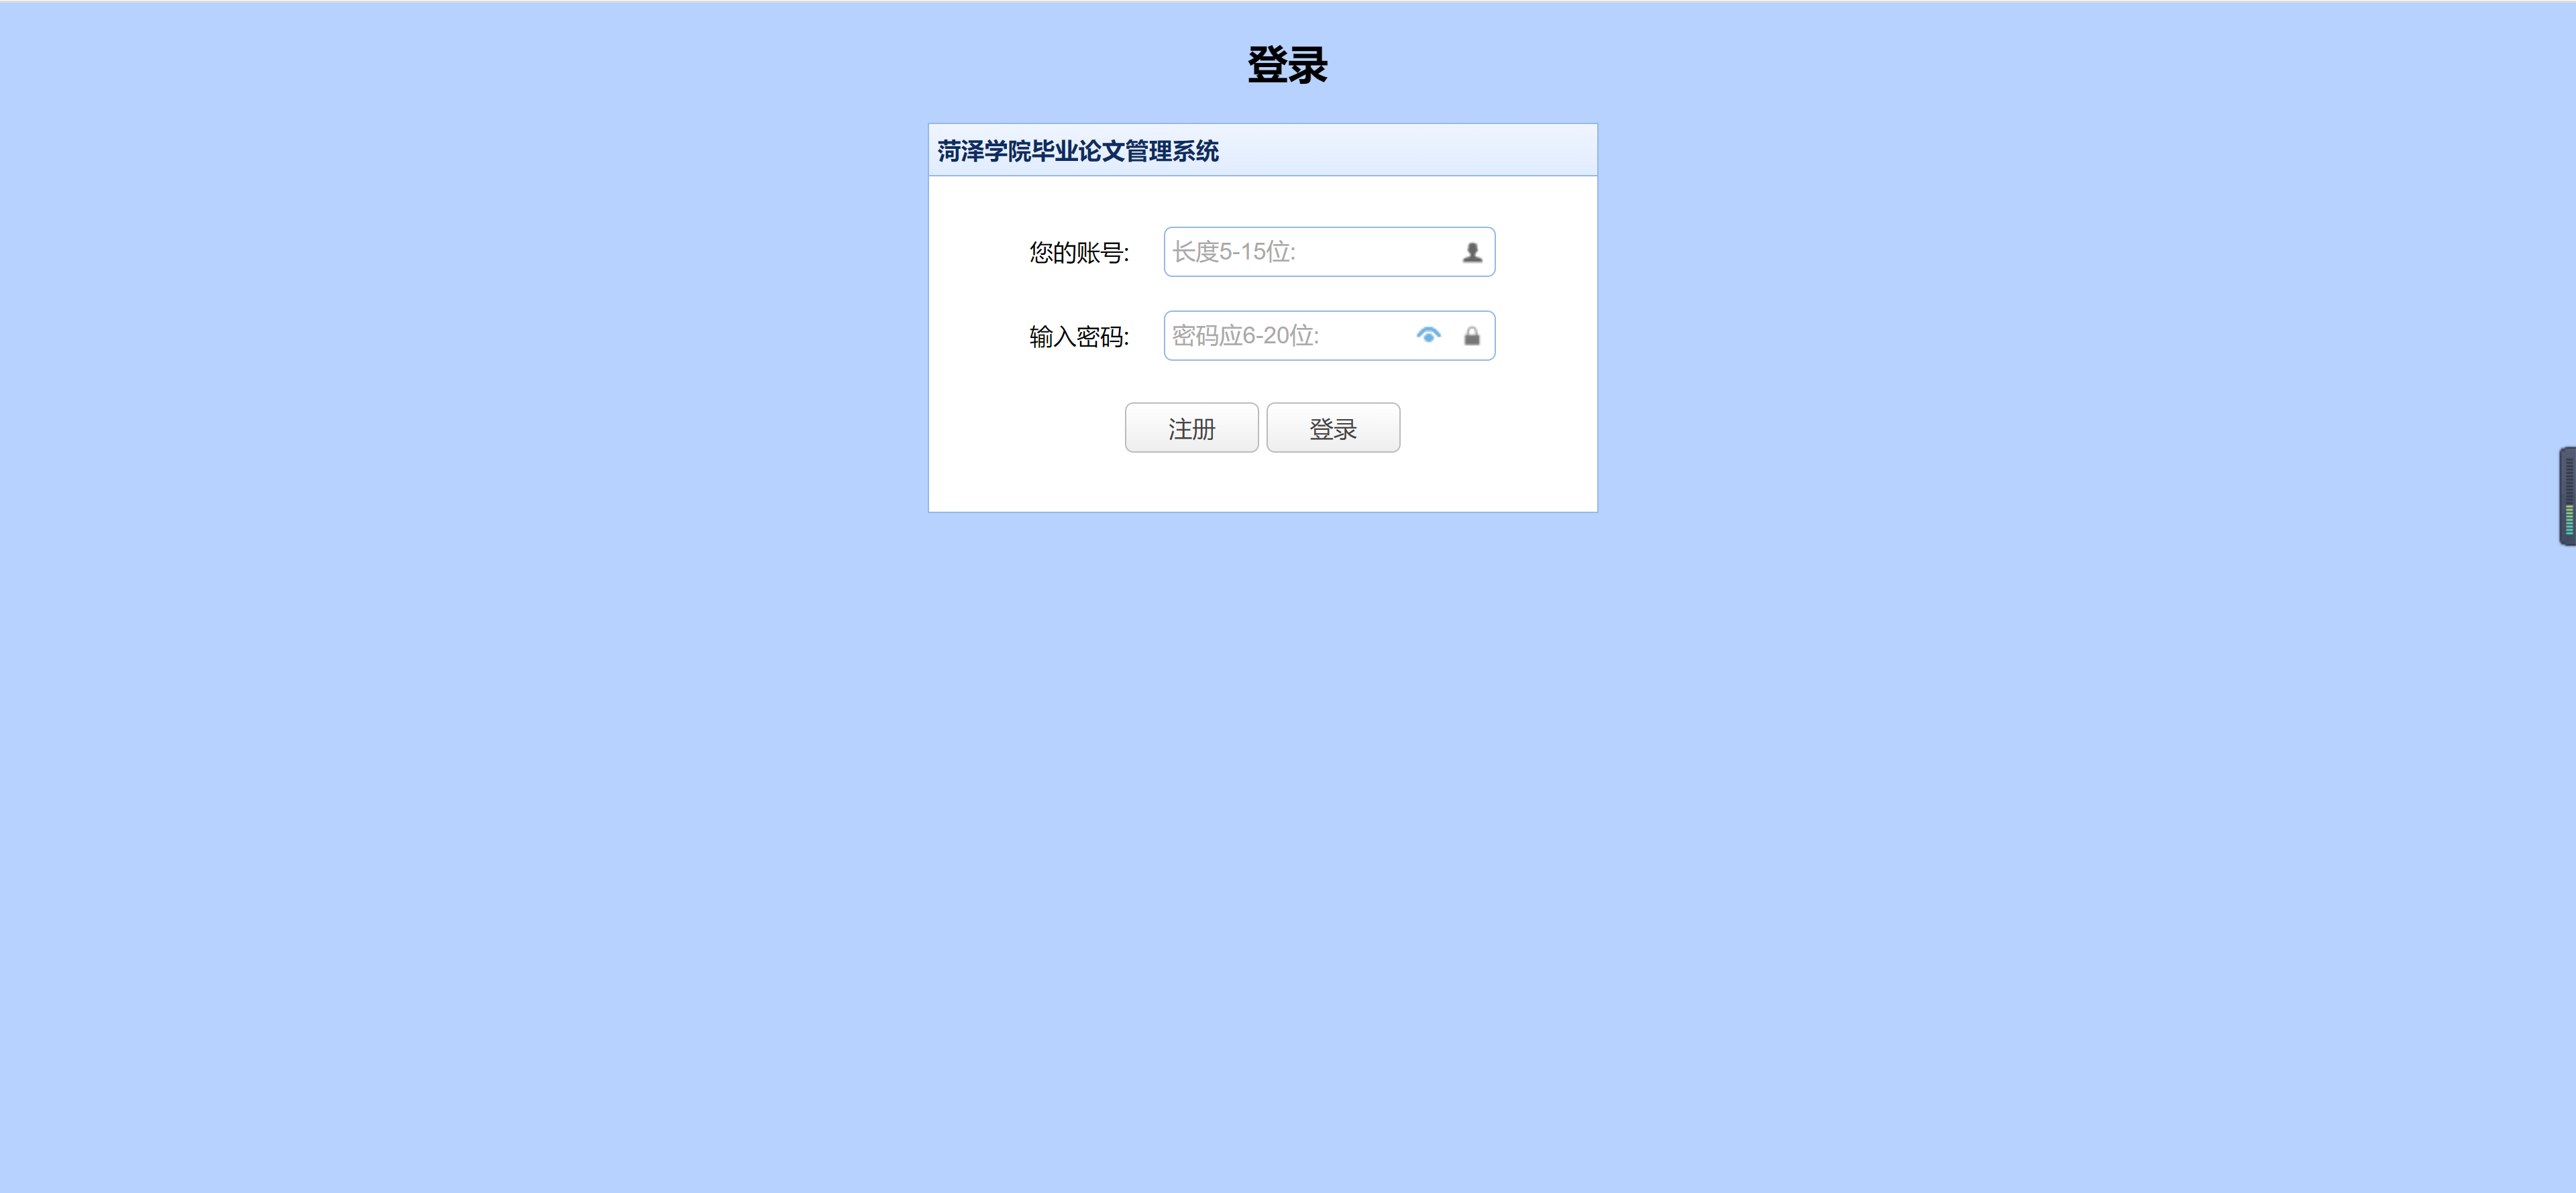 登录
菏泽学院毕业论文管理系统
您的账号: 长度5-15位:
输入密码: 密码应6-20位:
注册 登录